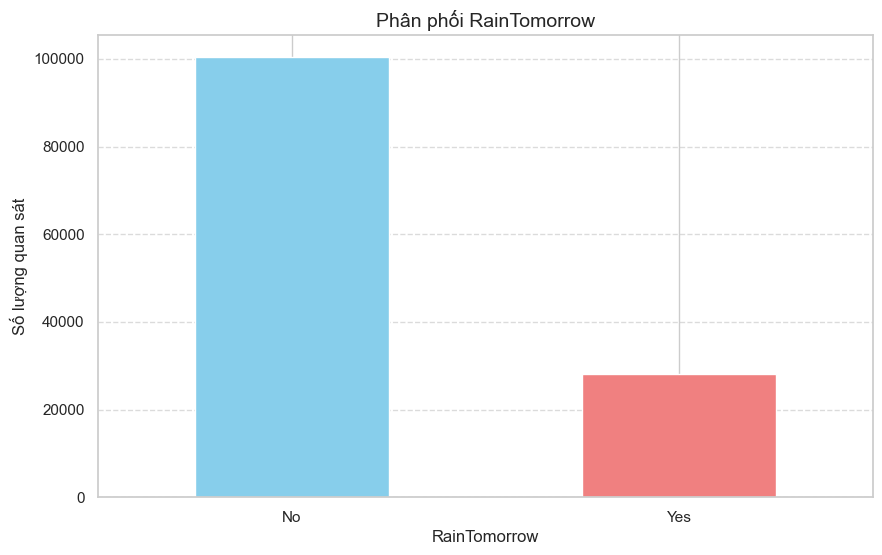 Phân phối RainTomorrow
100000
80000
60000
40000
20000
0
Số lượng quan sát
No
Yes
RainTomorrow